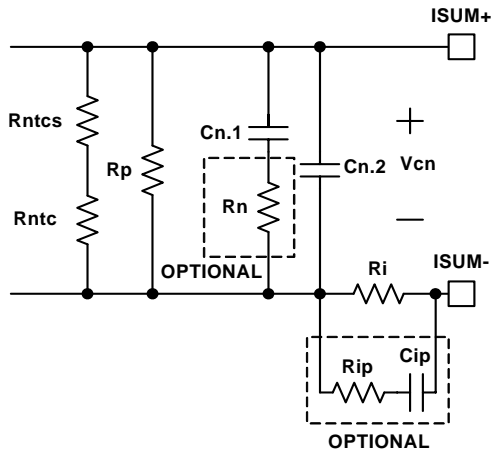 ISUM+
Rntcs
Cn.1
+
Rp
Cn.2
Vcn
Rn
Rntc
−
OPTIONAL
Ri
ISUM-
Rip
Cip
OPTIONAL